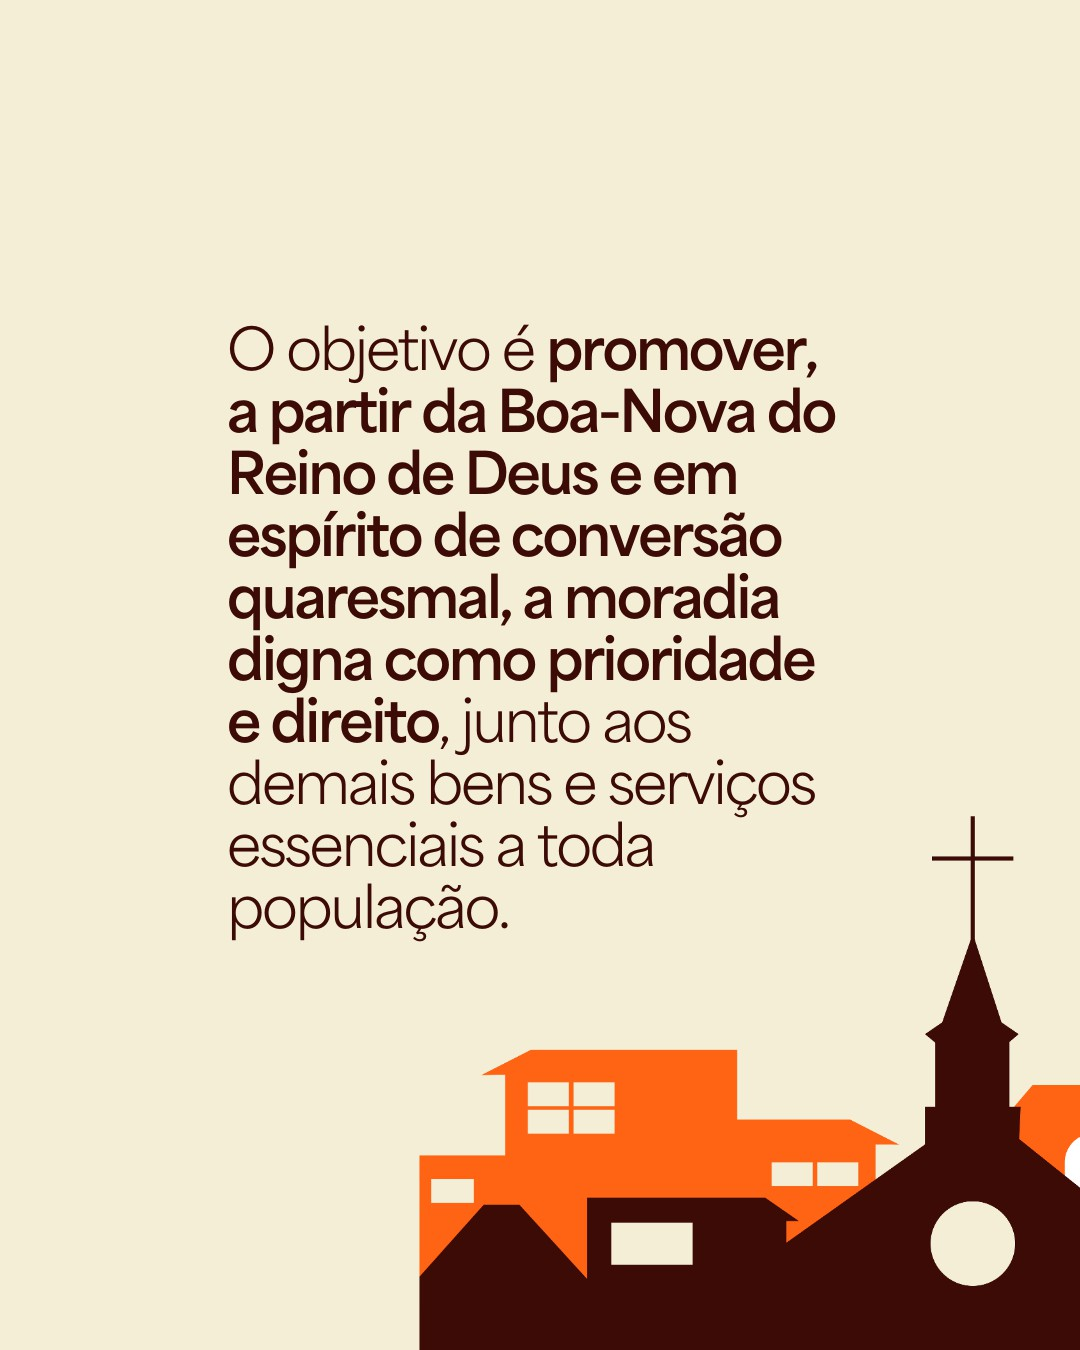 O objetivo é promover,
a partir da Boa-Nova do
Reino de Deus e em
espírito de conversão
quaresmal, a moradia
digna como prioridade
e direito, junto aos
demais bens e serviços
essenciais a toda
população.